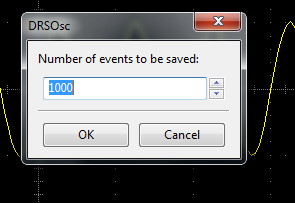 DRSOsc
Number of events to be saved:
1000
OK
Cancel